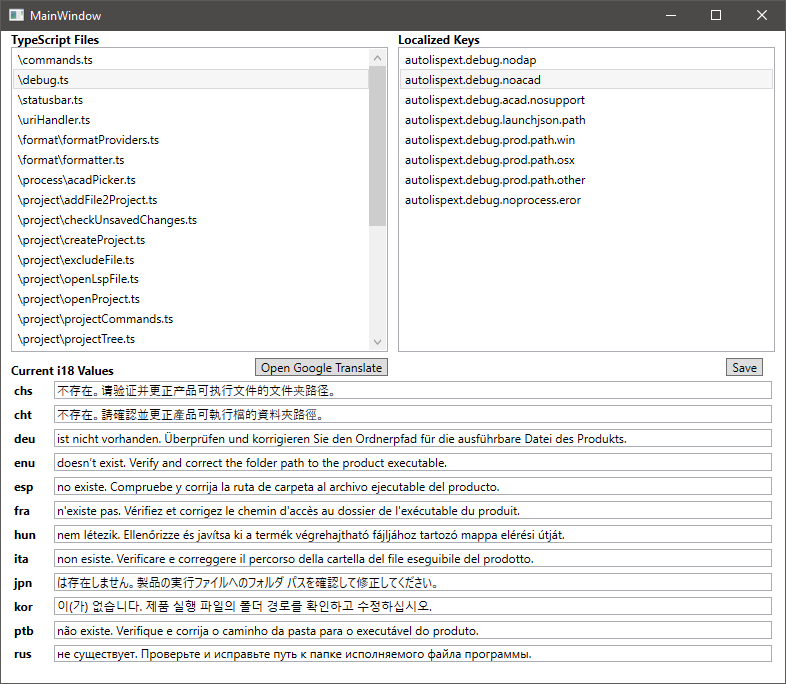 MainWindow
TypeScript Files
\commands.ts
\debug.ts
\statusbar.ts
\uriHandler.ts
\format\formatProviders.ts
\format\formatter.ts
\process\acadPicker.ts
\project\addFile2Project.ts
\project\checkUnsavedChanges.ts
\project\createProject.ts
\project\excludeFile.ts
\project\openLspFile.ts
\project\openProject.ts
\project\projectCommands.ts
\project\projectTree.ts
Localized Keys
autolispext.debug.nodap
autolispext.debug.noacad
autolispext.debug.acad.nosupport
autolispext.debug.launchjson.path
autolispext.debug.prod.path.win
autolispext.debug.prod.path.osx
autolispext.debug.prod.path.other
autolispext.debug.noprocess.eror
Current i18 Values
Open Google Translate
Save
chs 不存在。请验证并更正产品可执行文件的文件夹路径。
cht 不存在。請確認並更正產品可執行檔的資料夾路徑。
deu ist nicht vorhanden. Überprüfen und korrigieren Sie den Ordnerpfad für die ausführbare Datei des Produkts.
enu doesn't exist. Verify and correct the folder path to the product executable.
esp no existe. Compruebe y corrija la ruta de carpeta al archivo ejecutable del producto.
fra n'existe pas. Vérifiez et corrigez le chemin d'accès au dossier de l'exécutable du produit.
hun nem létezik. Ellenőrizze és javítsa ki a termék végrehajtható fájljához tartozó mappa elérési útját.
ita non esiste. Verificare e correggere il percorso della cartella del file eseguibile del prodotto.
jpn は存在しません。製品の実行ファイルへのフォルダ パスを確認して修正してください。
kor 이(가) 없습니다. 제품 실행 파일의 폴더 경로를 확인하고 수정하십시오.
ptb não existe. Verifique e corrija o caminho da pasta para o executável do produto.
rus не существует. Проверьте и исправьте путь к папке исполняемого файла программы.